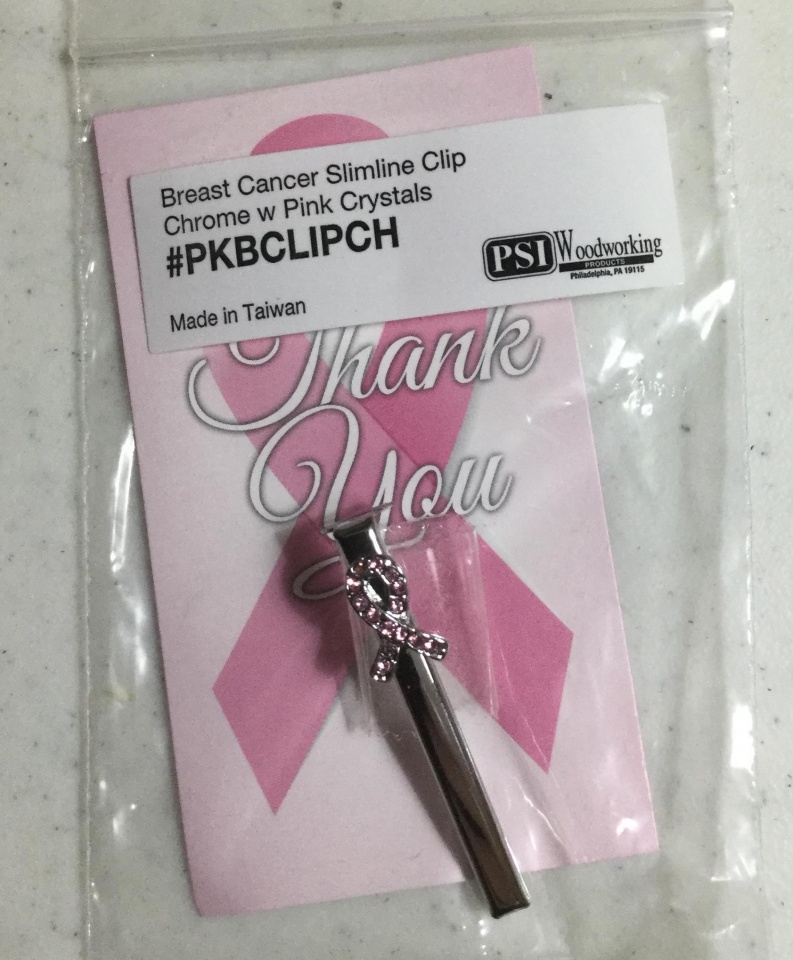 Breast Cancer Slimline Clip
Chrome w Pink Crystals
#PKBCLIPCH
PSI Woodworking
PRODUCTS
Philadelphia, PA 19115
Made in Taiwan
Thank
You